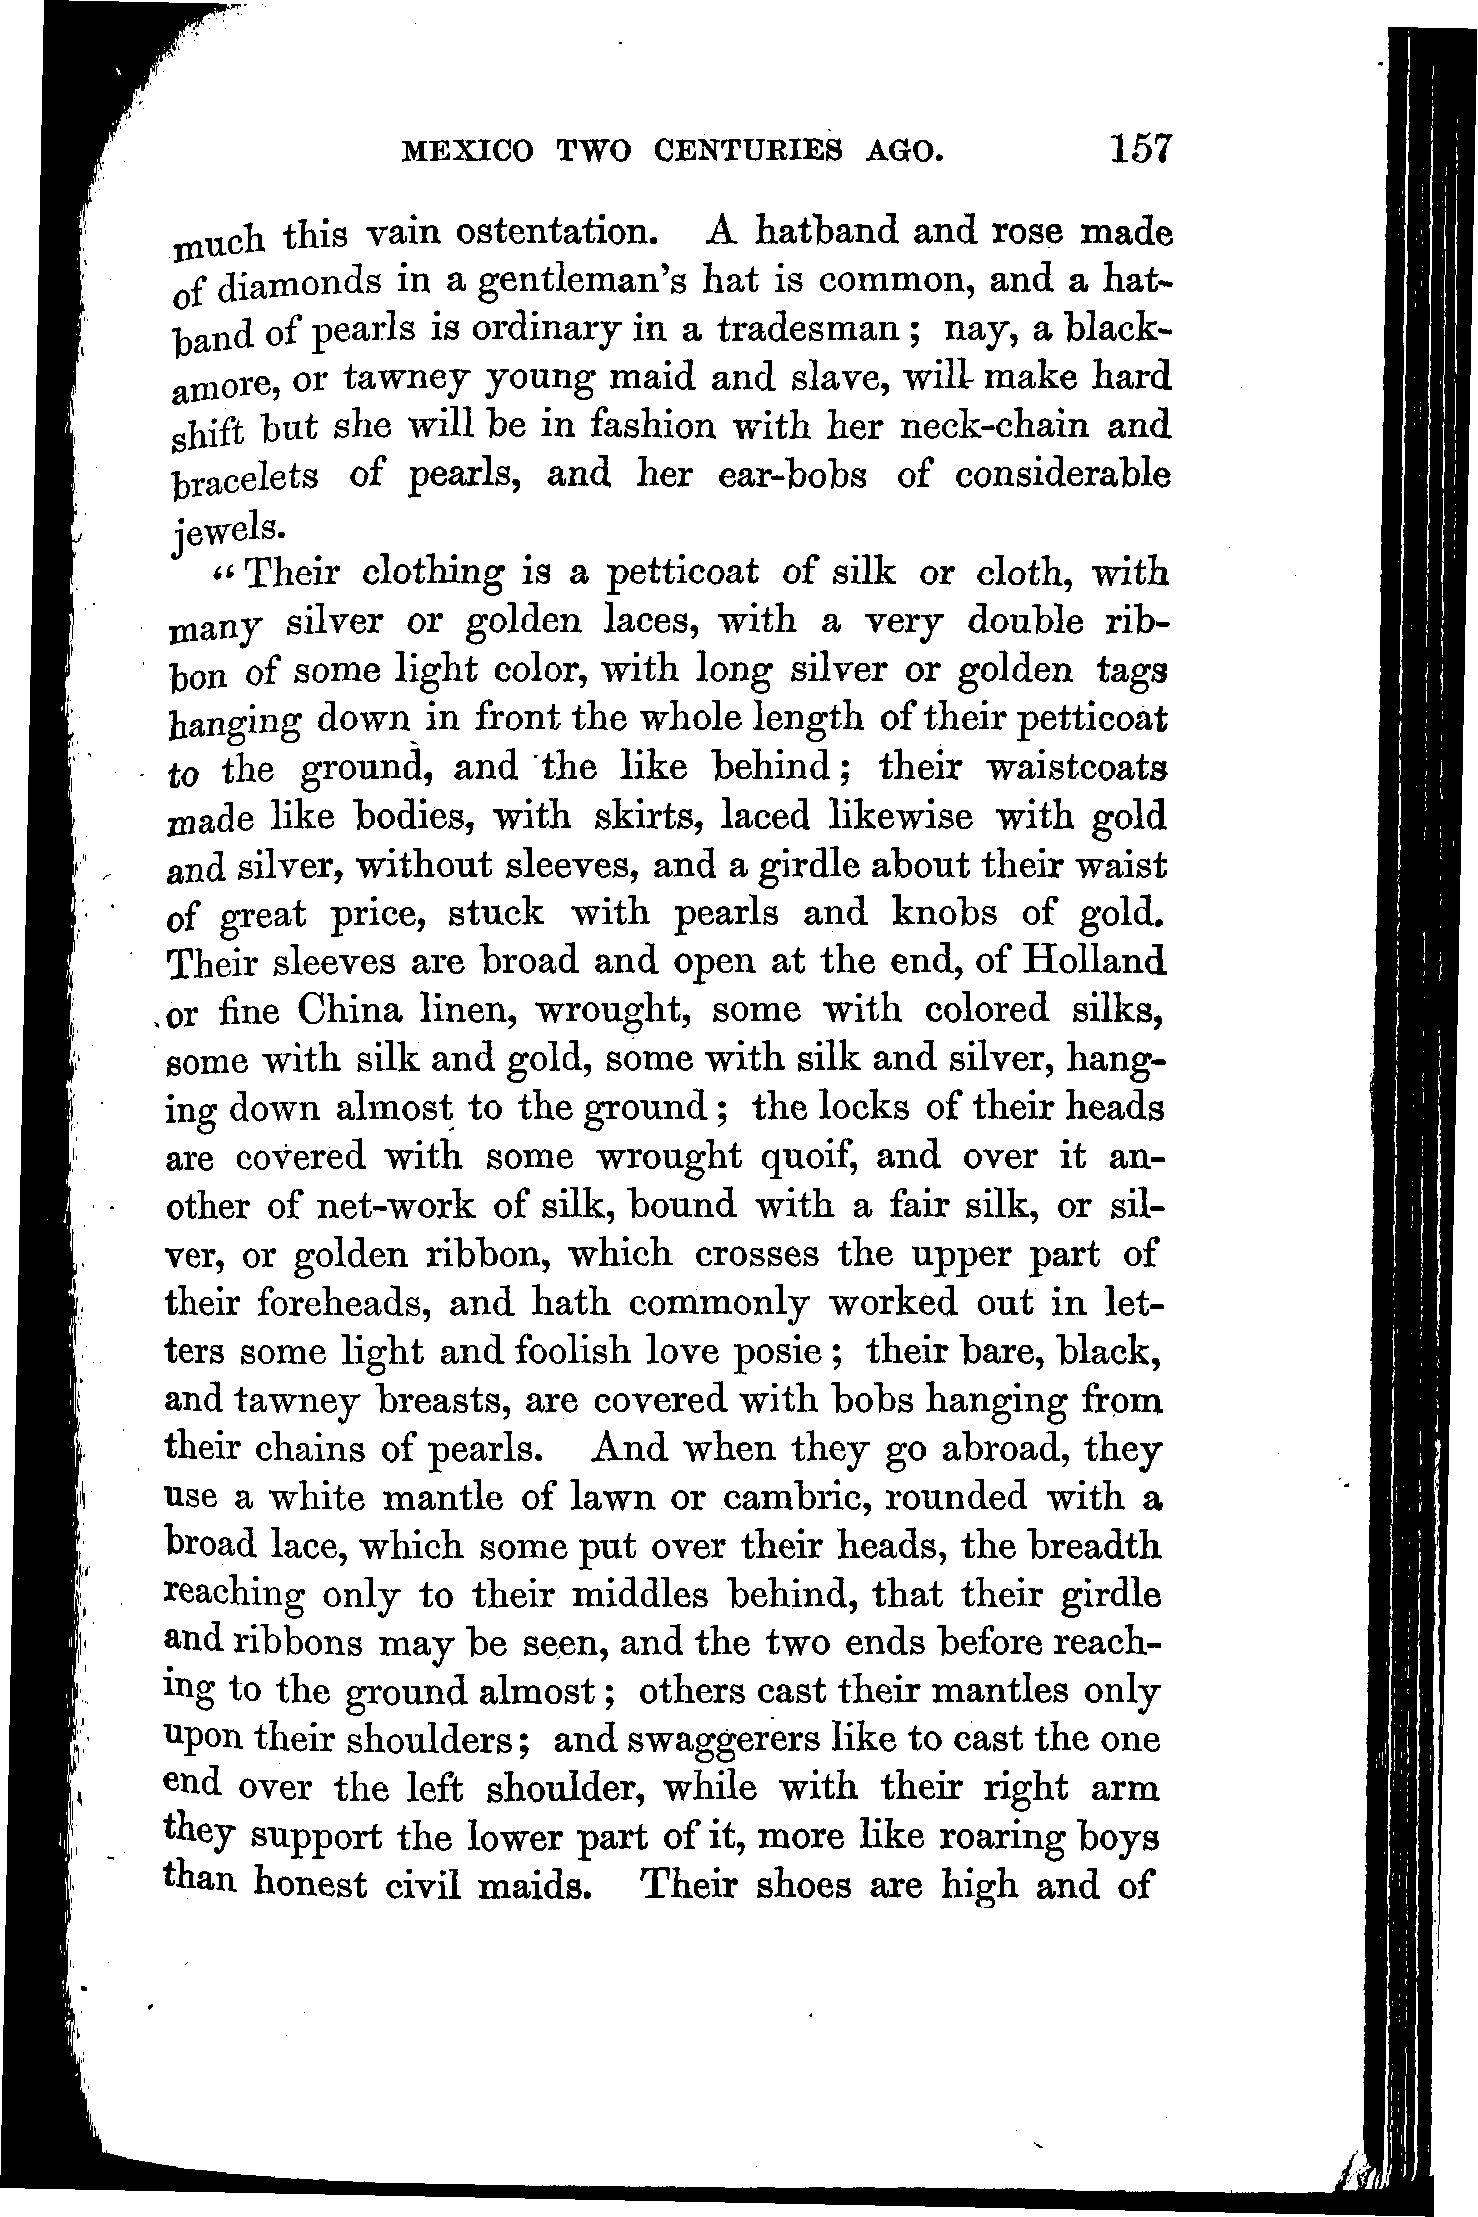 MEXICO TWO CENTURIES AGO. 157
much this vain ostentation. A hatband and rose made
of diamonds in a gentleman's hat is common, and a hat-
band of pearls is ordinary in a tradesman; nay, a black-
amore, or tawney young maid and slave, will make hard
shift but she will be in fashion with her neck-chain and
bracelets of pearls, and her ear-bobs of considerable
jewels.
"Their clothing is a petticoat of silk or cloth, with
many silver or golden laces, with a very double rib-
bon of some light color, with long silver or golden tags
hanging down in front the whole length of their petticoat
to the ground, and the like behind; their waistcoats
made like bodies, with skirts, laced likewise with gold
and silver, without sleeves, and a girdle about their waist
of great price, stuck with pearls and knobs of gold.
Their sleeves are broad and open at the end, of Holland
or fine China linen, wrought, some with colored silks,
some with silk and gold, some with silk and silver, hang-
ing down almost to the ground; the locks of their heads
are covered with some wrought quoif, and over it an-
other of net-work of silk, bound with a fair silk, or sil-
ver, or golden ribbon, which crosses the upper part of
their foreheads, and hath commonly worked out in let-
ters some light and foolish love posie; their bare, black,
and tawney breasts, are covered with bobs hanging from
their chains of pearls. And when they go abroad, they
use a white mantle of lawn or cambric, rounded with a
broad lace, which some put over their heads, the breadth
reaching only to their middles behind, that their girdle
and ribbons may be seen, and the two ends before reach-
ing to the ground almost; others cast their mantles only
upon their shoulders; and swaggerers like to cast the one
end over the left shoulder, while with their right arm
they support the lower part of it, more like roaring boys
than honest civil maids. Their shoes are high and of